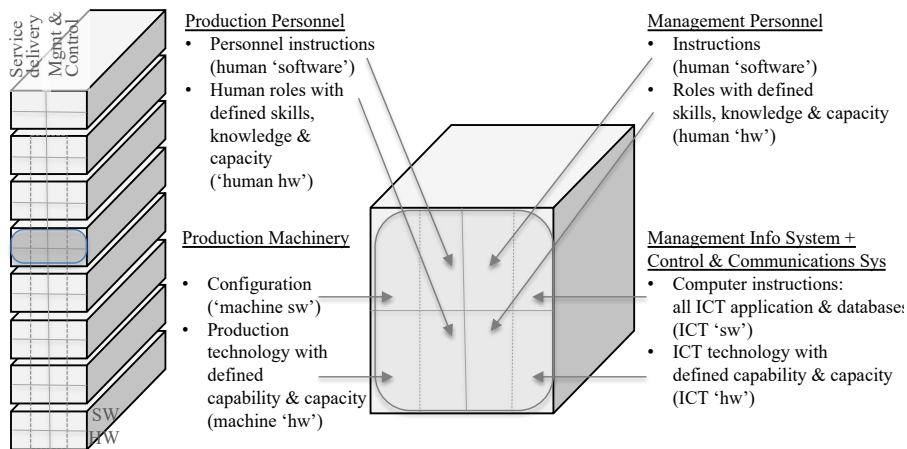 Service
delivery
Mgmt &
Control
SW
HW
Production Personnel
• Personnel instructions
(human ‘software’)
• Human roles with
defined skills,
knowledge &
capacity
(‘human hw’)
Production Machinery
• Configuration
(‘machine sw’)
• Production
technology with
defined
capability & capacity
(machine ‘hw’)
Management Personnel
• Instructions
(human ‘software’)
• Roles with defined
skills, knowledge & capacity
(human ‘hw’)
Management Info System +
Control & Communications Sys
• Computer instructions:
all ICT application & databases
(ICT ‘sw’)
• ICT technology with
defined capability & capacity
(ICT ‘hw’)